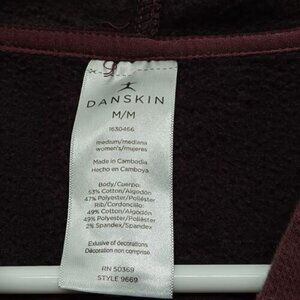 DANSKIN
M/M
1630466
medium/mediana
women's/mujeres
Made in Cambodia
Hecho en Camboya
Body/Cuerpo:
53% Cotton/Algodón
47% Polyester/Poliéster
Rib/Cordoncillo:
49% Cotton/Algodón
49% Polyester/Poliéster
2% Spandex/Spandex
Exlusive of decorations
Décoration non comprise.
RN 50369
STYLE 9669